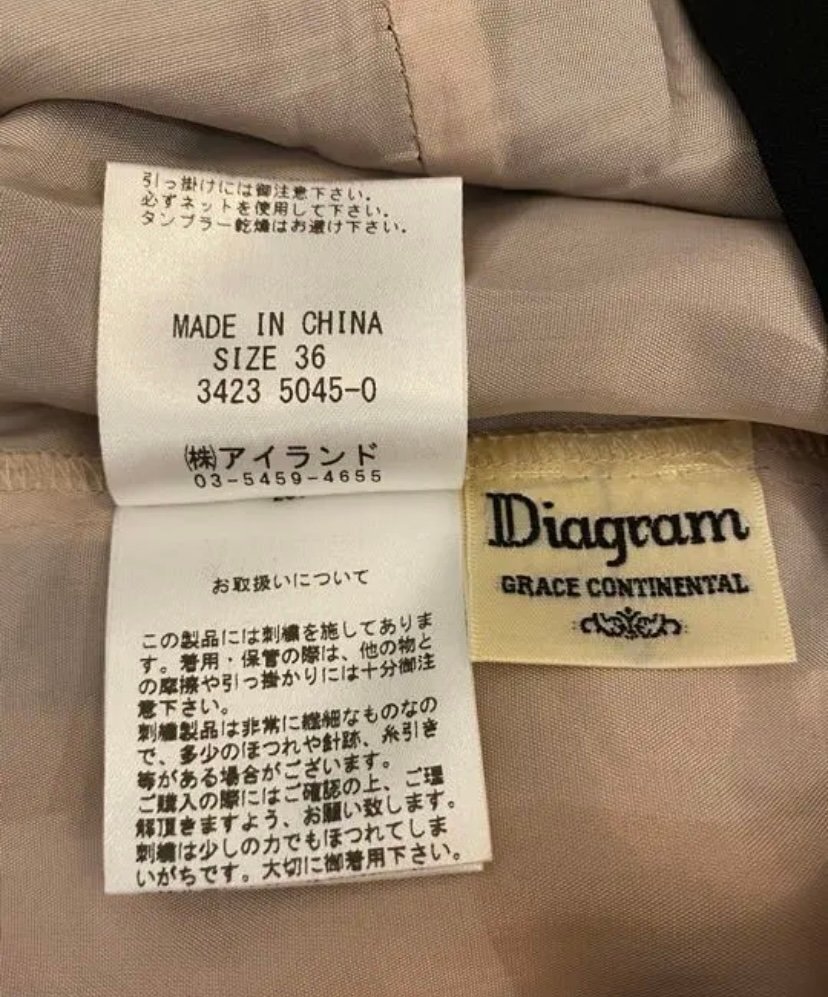 引っ掛けには御注意下さい。
必ずネットを使用して下さい。
タンブラー乾燥はお避け下さい。
MADE IN CHINA
SIZE 36
3423 5045-0
㈱アイランド
03-5459-4655
お取扱いについて
この製品には刺繍を施してありま
す。着用・保管の際は、他の物と
の摩擦や引っ掛かりには十分御注
意下さい。
刺繍製品は非常に繊細なものなの
で、多少のほつれや針跡、糸引き
等がある場合がございます。
ご購入の際にはご確認の上、ご理
解頂きますよう、お願い致します。
刺繍は少しの力でもほつれてしま
いがちです。大切に御着用下さい。
Diagram
GRACE CONTINENTAL